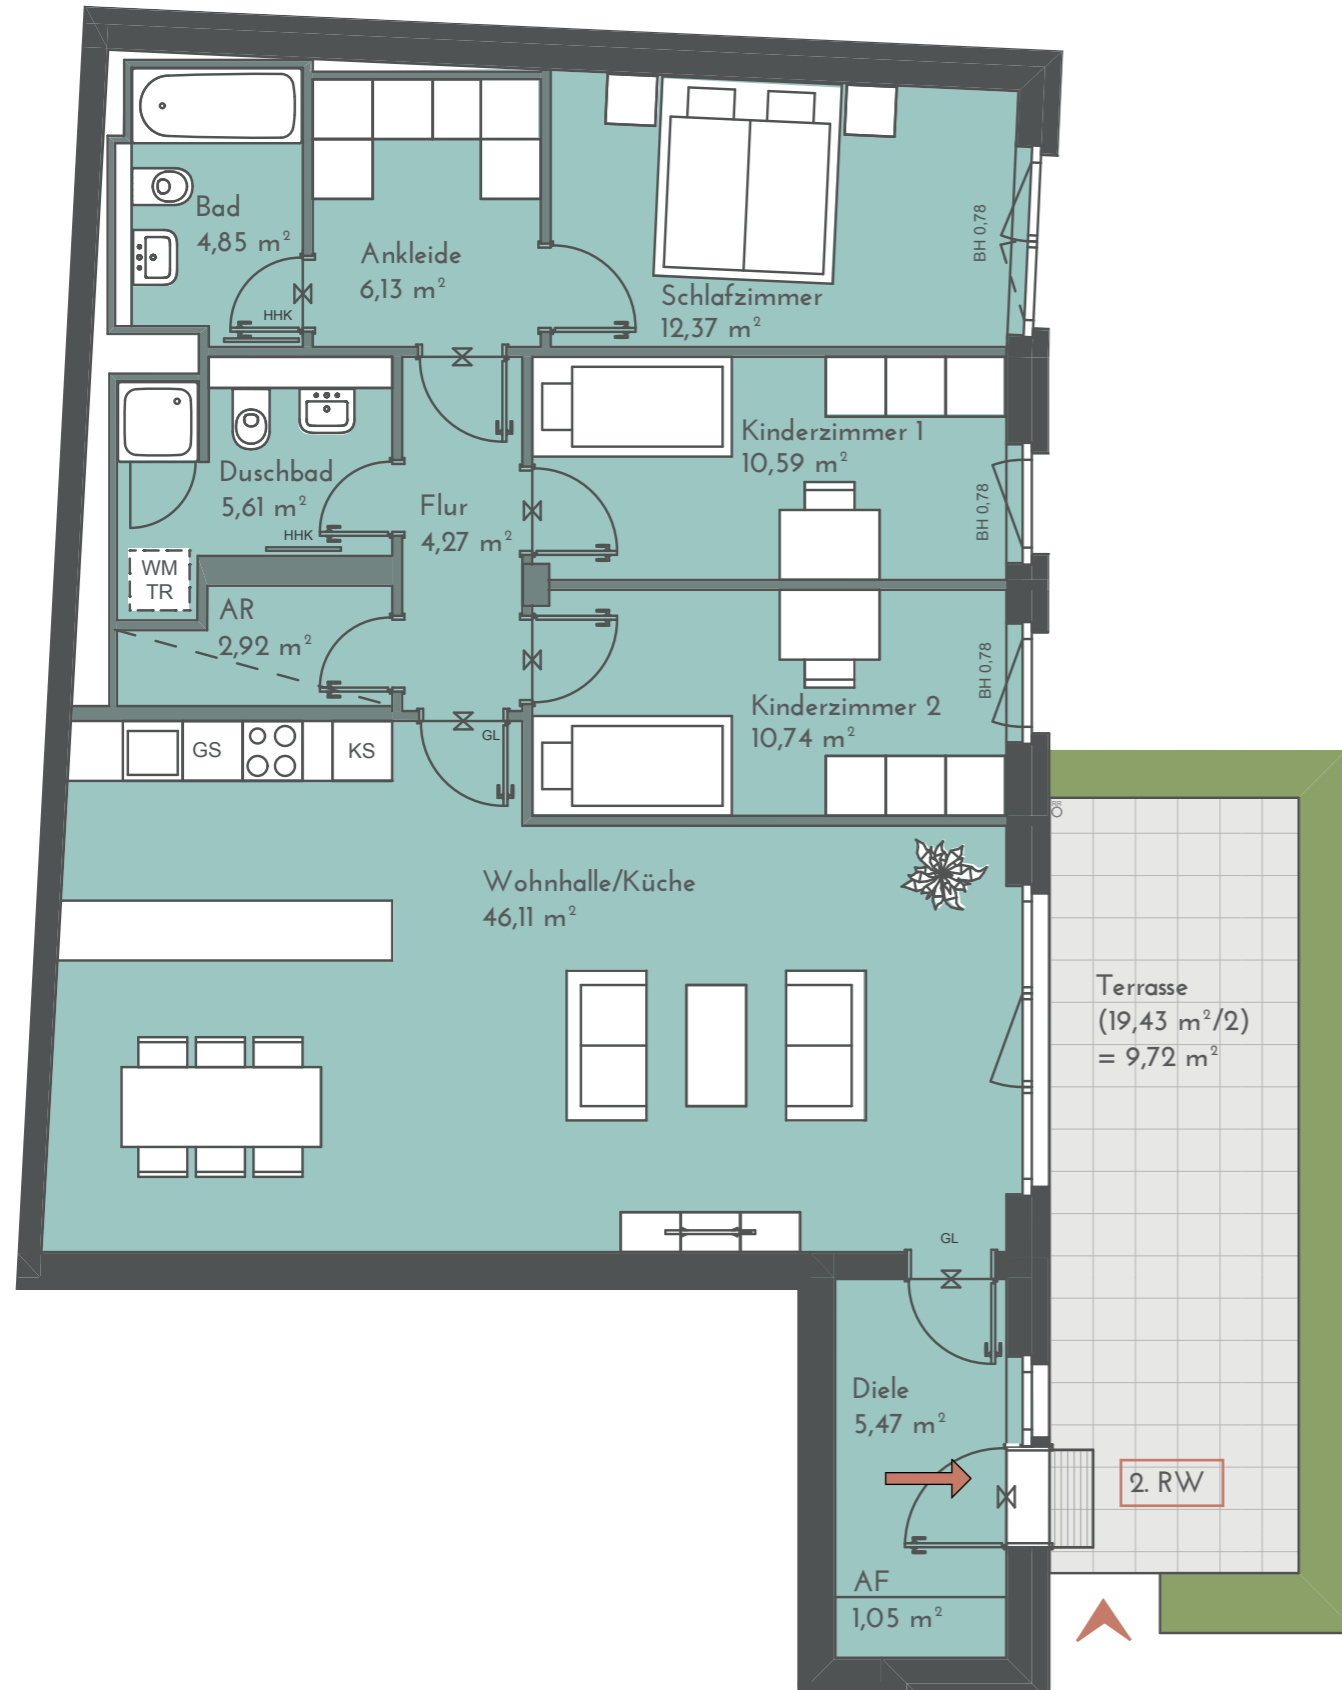 Bad
4,85 m²
HHK
Ankleide
6,13 m²
Schlafzimmer
12,37 m²
BH 0,78
Duschbad
5,61 m²
HHK
WM
TR
Flur
4,27 m²
Kinderzimmer 1
10,59 m²
BH 0,78
AR
2,92 m²
Kinderzimmer 2
10,74 m²
BH 0,78
GS
KS
GL
RR
Wohnhalle/Küche
46,11 m²
Terrasse
(19,43 m²/2)
= 9,72 m²
GL
Diele
5,47 m²
2. RW
AF
1,05 m²